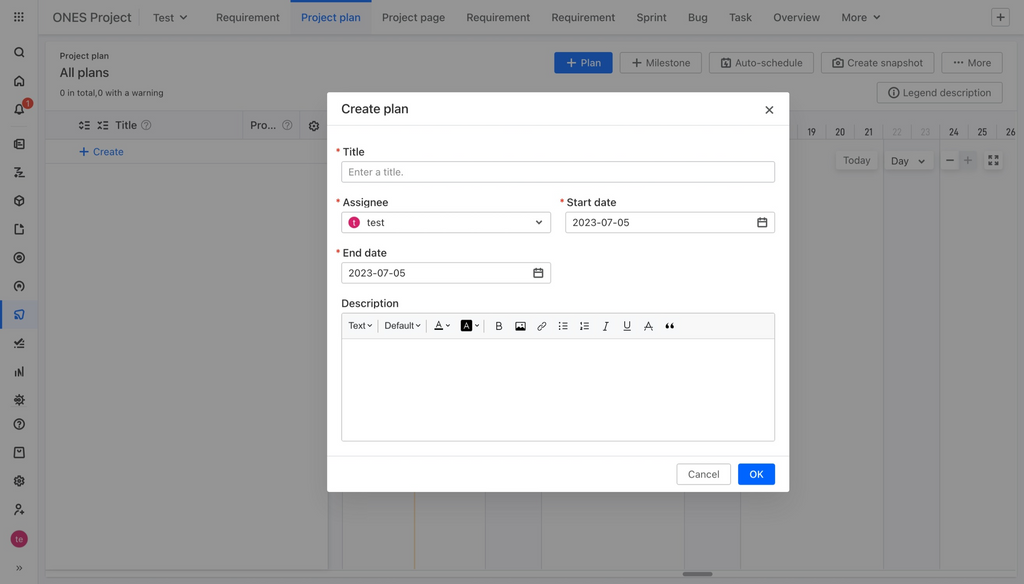 ONES Project Test Requirement Project plan Project page Requirement Requirement Sprint Bug Task Overview More
Project plan
All plans
0 in total,0 with a warning
Plan Milestone Auto-schedule Create snapshot ··· More
Legend description
1
Title Pro... 19 20 21 22 23 24 25 26
Create
Today Day
Create plan
* Title
Enter a title.
* Assignee * Start date
t test 2023-07-05
* End date
2023-07-05
Description
Text Default A A B I U A
Cancel OK
te